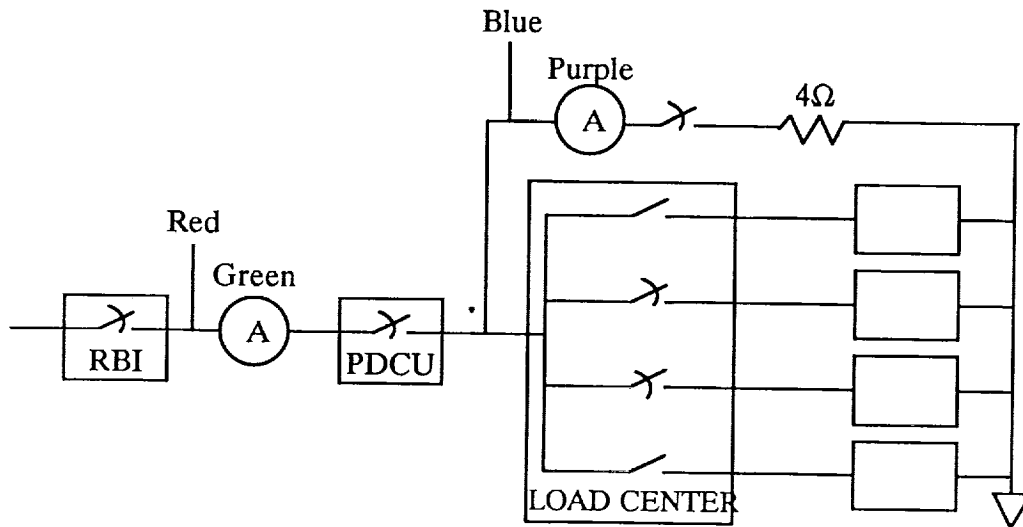 Blue
Purple
A
4Ω
Red
Green
A
RBI
PDCU
LOAD CENTER